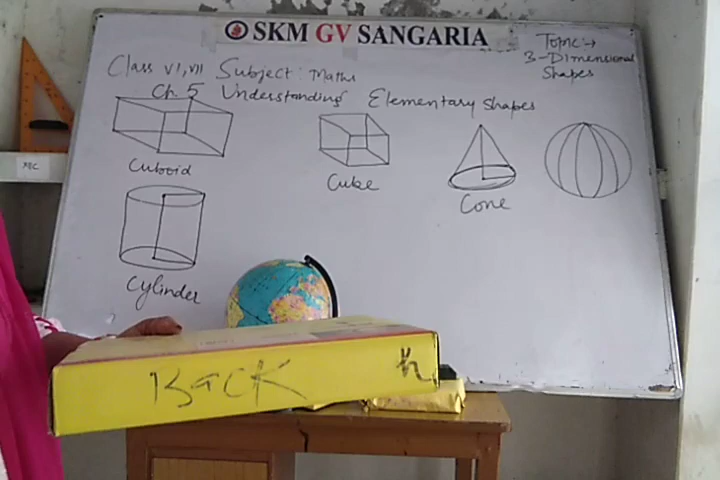 SKM GV SANGARIA
Topic:→
3-Dimensional
Shapes
Class VI, VII Subject: Maths
Ch 5 Understanding Elementary Shapes
Cuboid
Cube
Cone
Cylinder
BacK
h